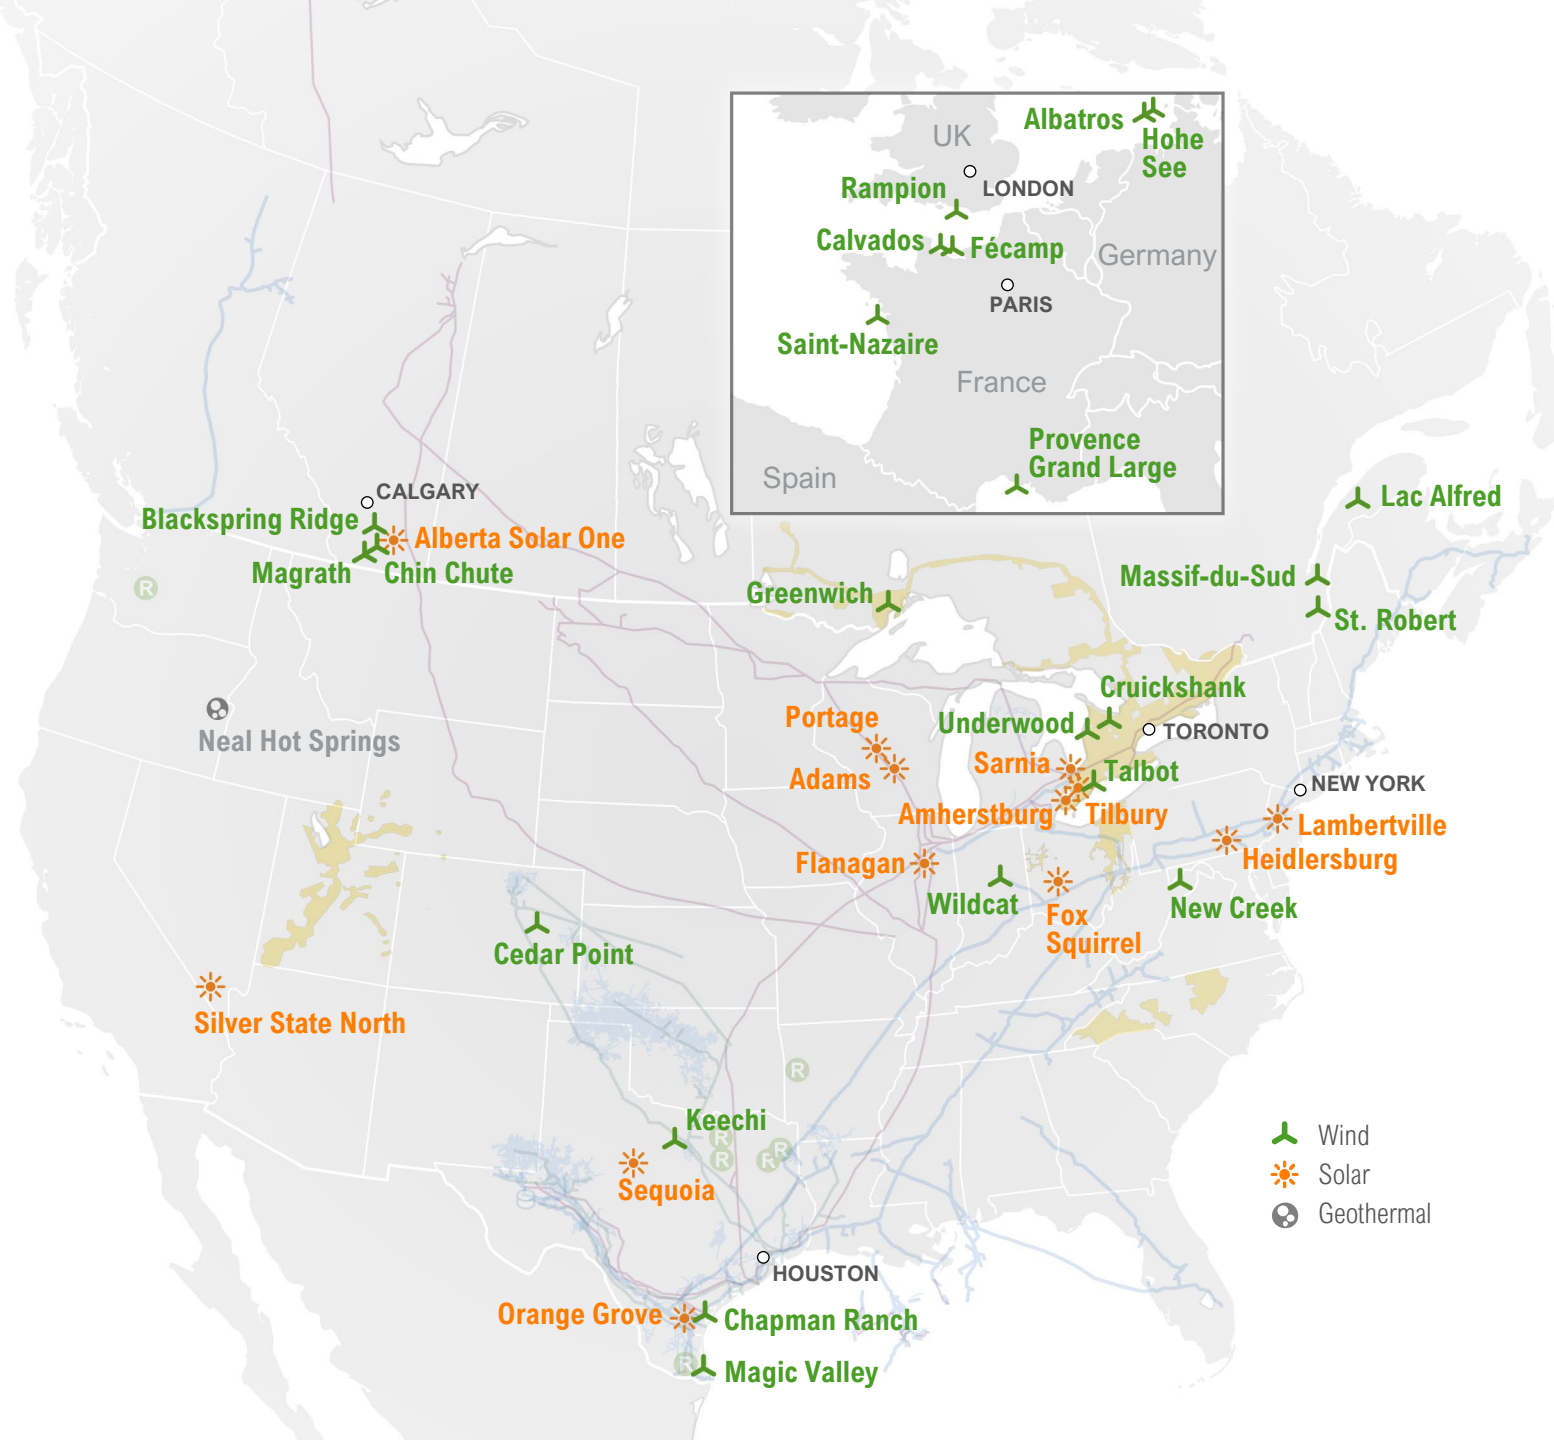 Albatros
Hohe
See
UK
LONDON
Rampion
Calvados
Fécamp
Germany
PARIS
Saint-Nazaire
France
Provence
Grand Large
Spain
CALGARY
Blackspring Ridge
Alberta Solar One
Magrath
Chin Chute
R
Lac Alfred
Massif-du-Sud
St. Robert
Greenwich
Cruickshank
Underwood
TORONTO
Portage
Adams
Sarnia
Talbot
Amherstburg
Tilbury
Neal Hot Springs
NEW YORK
Lambertville
Heidlersburg
Flanagan
Wildcat
Fox
Squirrel
New Creek
Cedar Point
Silver State North
R
Keechi
R
R
R
R
Sequoia
Wind
Solar
Geothermal
HOUSTON
Orange Grove
Chapman Ranch
R
Magic Valley